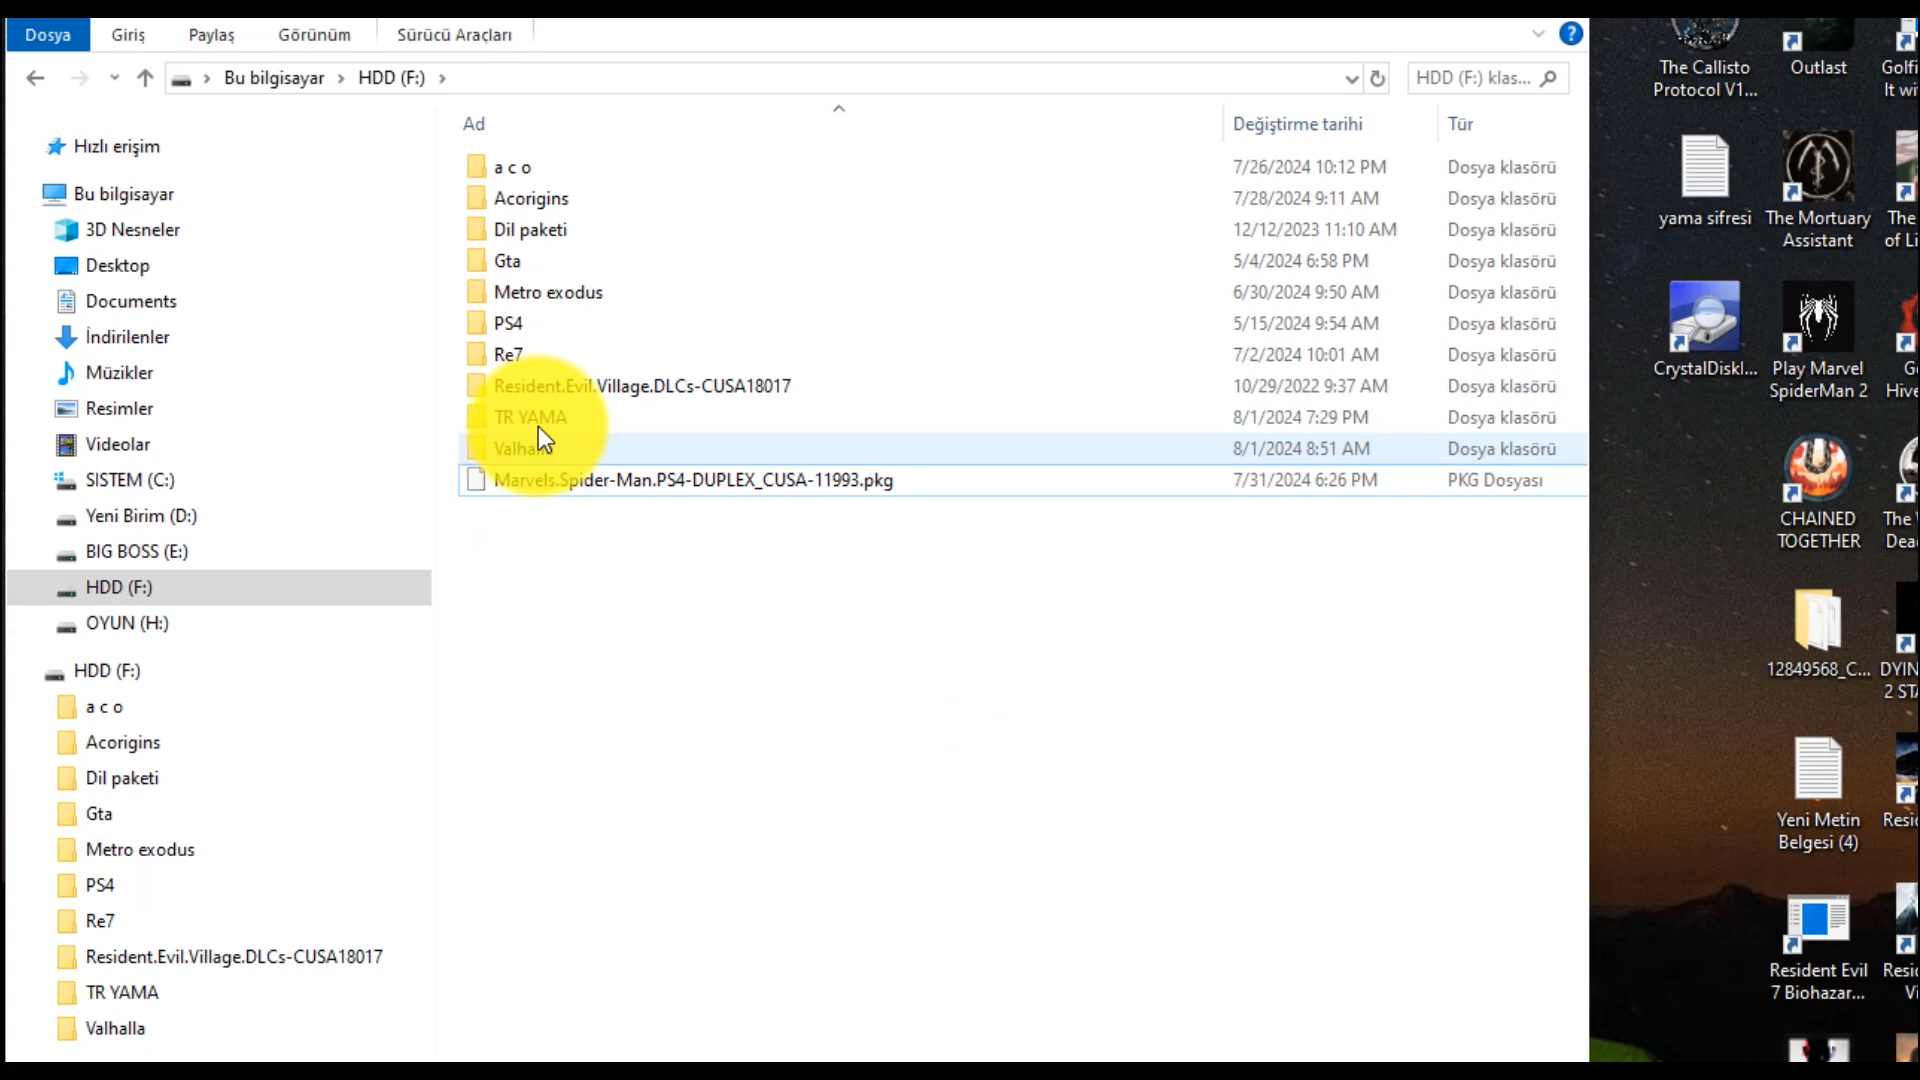 Dosya Giriş Paylaş Görünüm Sürücü Araçları
Bu bilgisayar HDD (F:) HDD (F:) klas...
Ad Değiştirme tarihi Tür
a c o 7/26/2024 10:12 PM Dosya klasörü
Acorigins 7/28/2024 9:11 AM Dosya klasörü
Dil paketi 12/12/2023 11:10 AM Dosya klasörü
Gta 5/4/2024 6:58 PM Dosya klasörü
Metro exodus 6/30/2024 9:50 AM Dosya klasörü
PS4 5/15/2024 9:54 AM Dosya klasörü
Re7 7/2/2024 10:01 AM Dosya klasörü
Resident.Evil.Village.DLCs-CUSA18017 10/29/2022 9:37 AM Dosya klasörü
TR YAMA 8/1/2024 7:29 PM Dosya klasörü
Valhalla 8/1/2024 8:51 AM Dosya klasörü
Marvels.Spider-Man.PS4-DUPLEX_CUSA-11993.pkg 7/31/2024 6:26 PM PKG Dosyası
Hızlı erişim
Bu bilgisayar
3D Nesneler
Desktop
Documents
İndirilenler
Müzikler
Resimler
Videolar
SISTEM (C:)
Yeni Birim (D:)
BIG BOSS (E:)
HDD (F:)
OYUN (H:)
HDD (F:)
a c o
Acorigins
Dil paketi
Gta
Metro exodus
PS4
Re7
Resident.Evil.Village.DLCs-CUSA18017
TR YAMA
Valhalla
The Callisto
Protocol V1...
Outlast
It wi
yama sifresi
The Mortuary
Assistant
The
of Li
CrystalDiskI...
Play Marvel
SpiderMan 2
Hive
CHAINED
TOGETHER
The
Dea
12849568_C...
DYIN
2 STA
Yeni Metin
Belgesi (4)
Resi
Resident Evil
7 Biohazar...
Resi
Vi